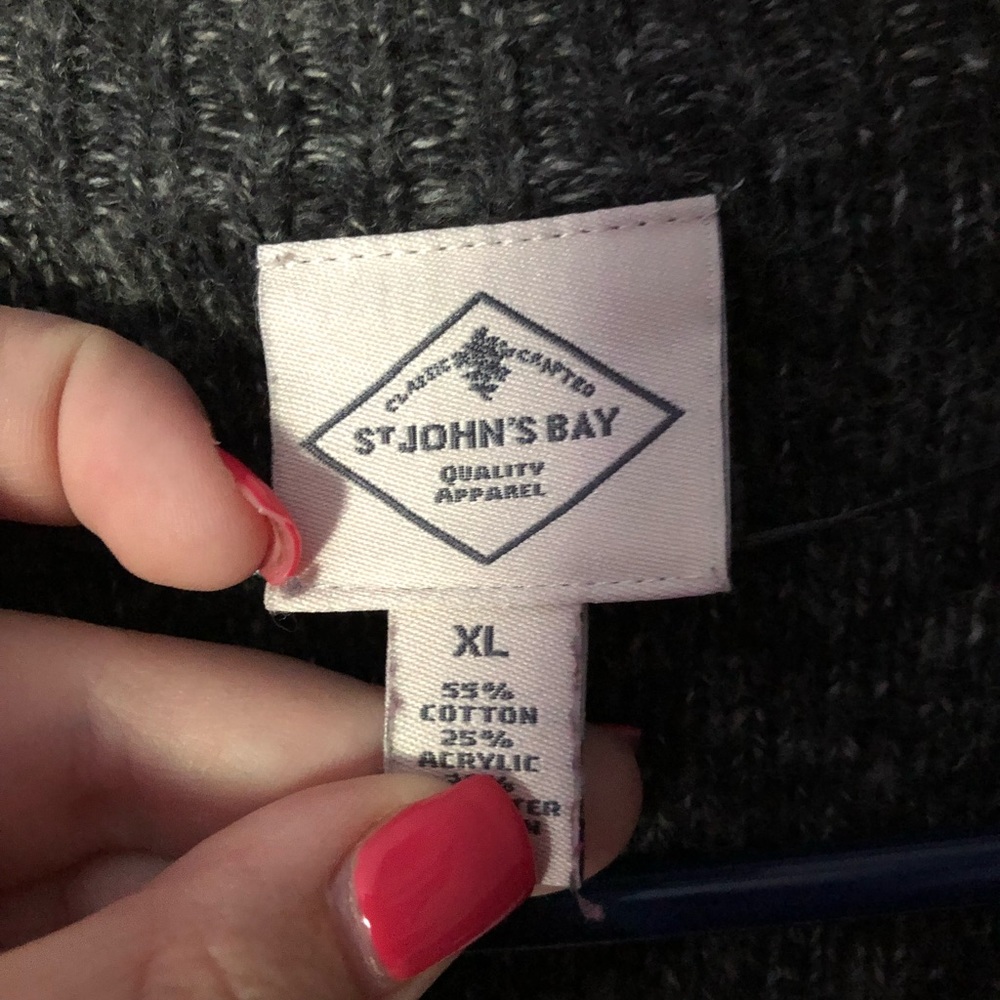 CLASSIC CRAFTED
ST JOHN'S BAY
QUALITY
APPAREL
XL
55%
COTTON
25%
ACRYLIC